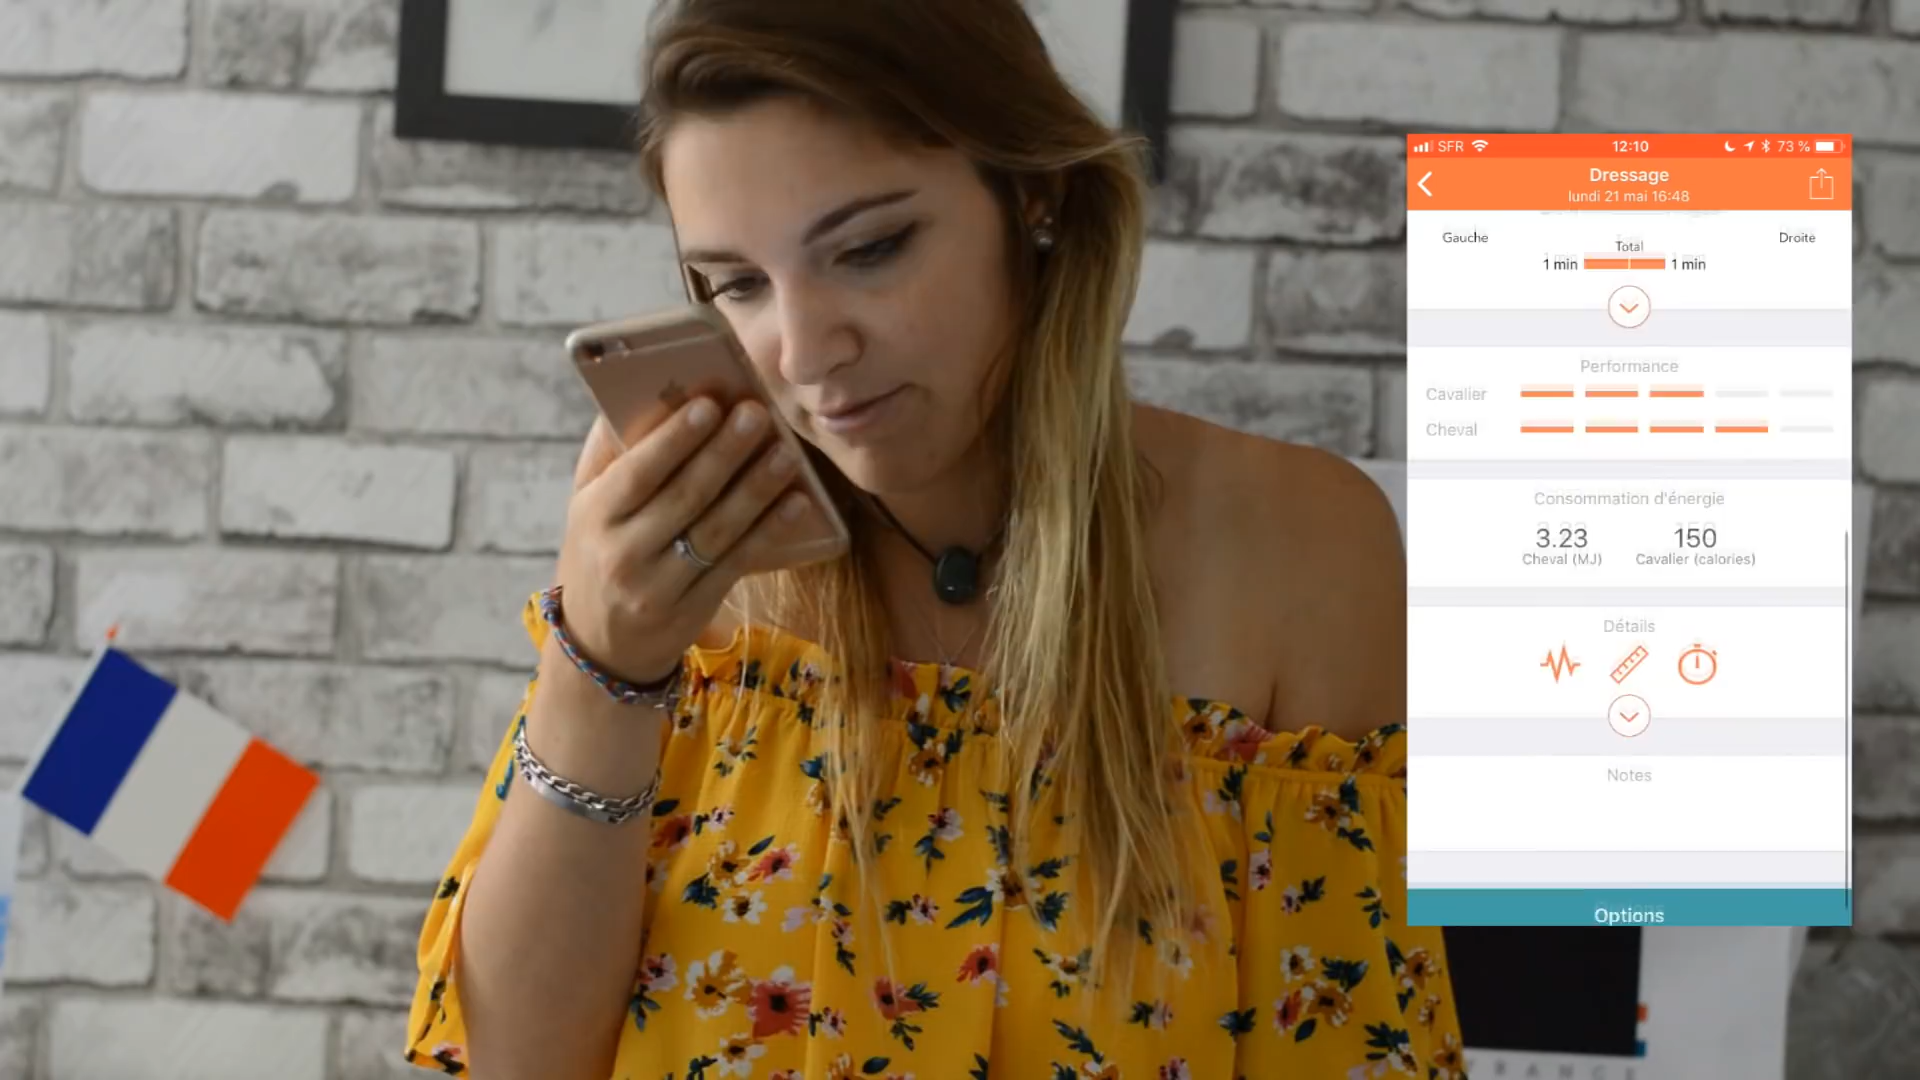 SFR 12:10 73 %
Dressage
lundi 21 mai 16:48
Gauche Droite
Total
1 min 1 min
Performance
Cavalier
Cheval
Consommation d'énergie
3.23 150
Cheval (MJ) Cavalier (calories)
Détails
Notes
Options